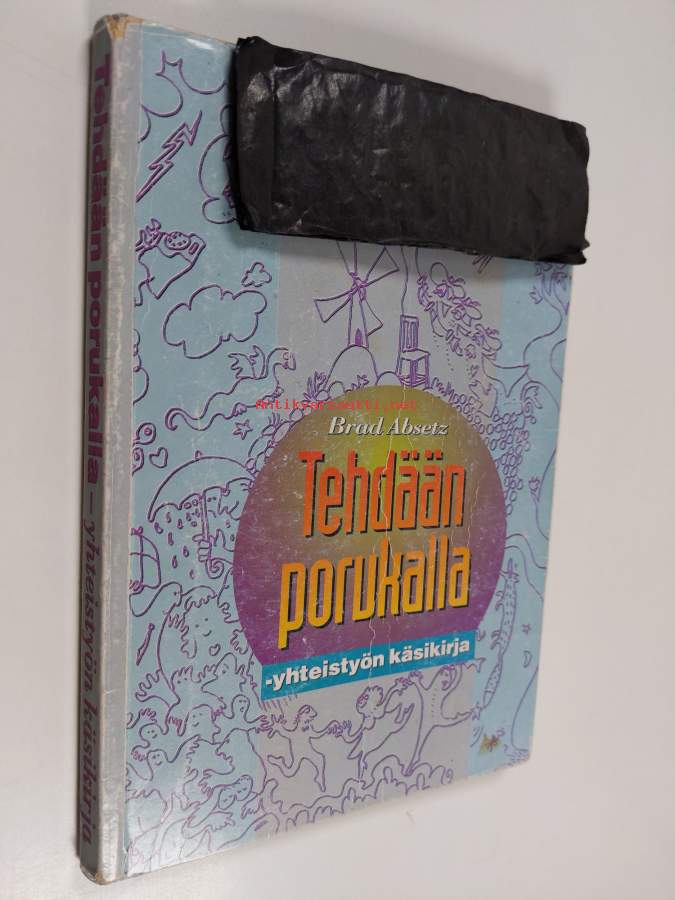 Tehdään porukalla – yhteistyön käsikirja
Antikvariaatti.net
Brad Absetz
Tehdään
porukalla
-yhteistyön käsikirja